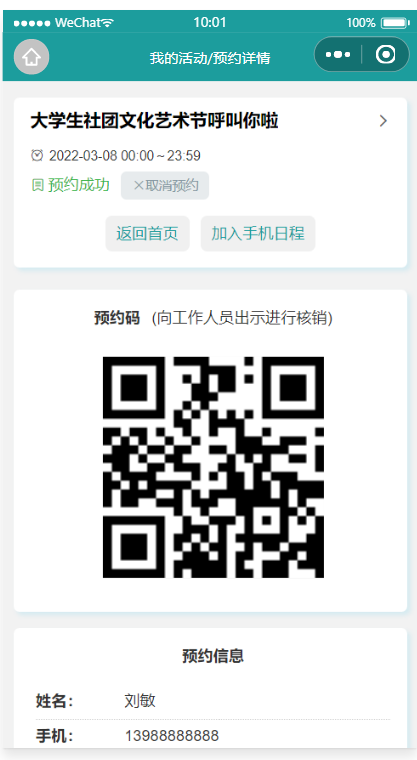 WeChat 10:01 100%
我的活动/预约详情
大学生社团文化艺术节呼叫你啦
2022-03-08 00:00～23:59
预约成功 ×取消预约
返回首页 加入手机日程
预约码 (向工作人员出示进行核销)
预约信息
姓名： 刘敏
手机： 13988888888